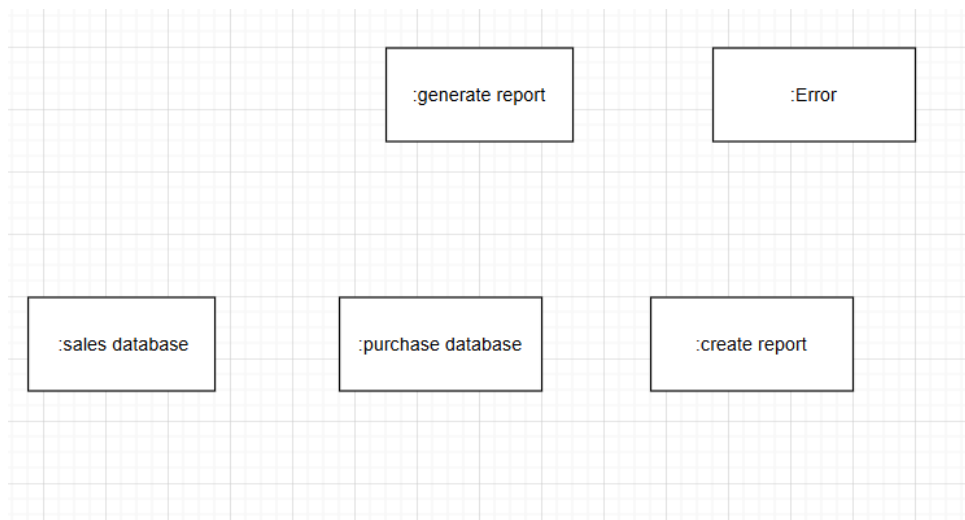 :generate report
:Error
:sales database
:purchase database
:create report